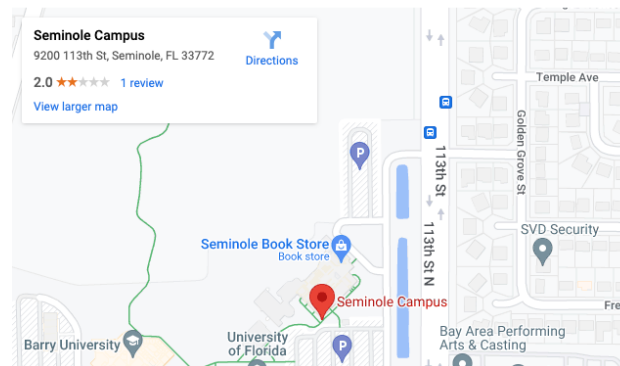 Seminole Campus
9200 113th St, Seminole, FL 33772
Directions
2.0
1 review
View larger map
Temple Ave
Golden Grove St
P
113th St
113th St N
SVD Security
Seminole Book Store
Book store
Seminole Campus
Fre
Barry University
University
of Florida
P
Bay Area Performing
Arts & Casting